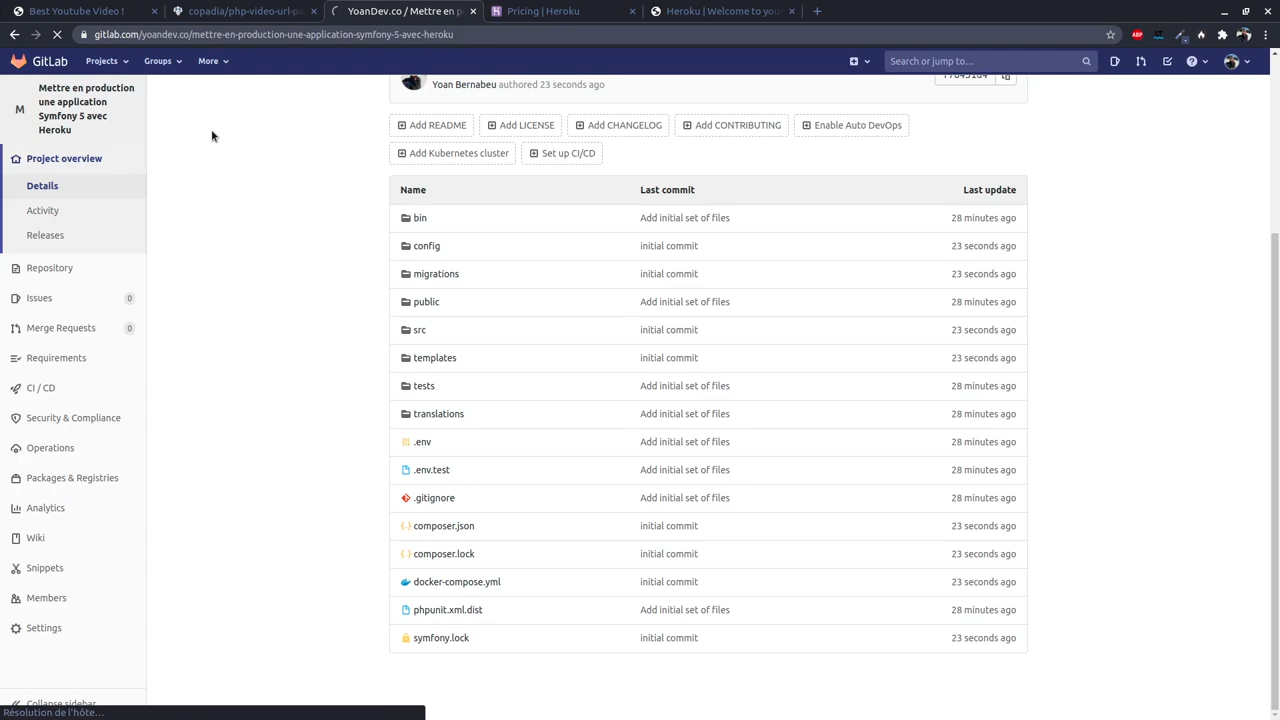 Best Youtube Video !
copadia/php-video-url-pa
YoanDev.co / Mettre en p
Pricing | Heroku
Heroku | Welcome to you
gitlab.com/yoandev.co/mettre-en-production-une-application-symfony-5-avec-heroku
ABP
GitLab
Projects
Groups
More
Search or jump to...
Mettre en production
une application
Symfony 5 avec
Heroku
M
Project overview
Details
Activity
Releases
Repository
Issues 0
Merge Requests 0
Requirements
CI / CD
Security & Compliance
Operations
Packages & Registries
Analytics
Wiki
Snippets
Members
Settings
Collapse sidebar
Résolution de l'hôte…
Yoan Bernabeu authored 23 seconds ago
Add README
Add LICENSE
Add CHANGELOG
Add CONTRIBUTING
Enable Auto DevOps
Add Kubernetes cluster
Set up CI/CD
Name Last commit Last update
bin Add initial set of files 28 minutes ago
config initial commit 23 seconds ago
migrations initial commit 23 seconds ago
public Add initial set of files 28 minutes ago
src initial commit 23 seconds ago
templates initial commit 23 seconds ago
tests Add initial set of files 28 minutes ago
translations Add initial set of files 28 minutes ago
.env Add initial set of files 28 minutes ago
.env.test Add initial set of files 28 minutes ago
.gitignore Add initial set of files 28 minutes ago
composer.json initial commit 23 seconds ago
composer.lock initial commit 23 seconds ago
docker-compose.yml initial commit 23 seconds ago
phpunit.xml.dist Add initial set of files 28 minutes ago
symfony.lock initial commit 23 seconds ago